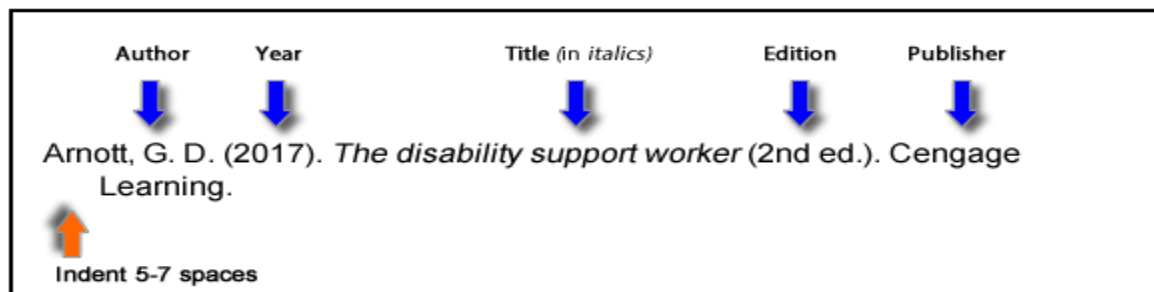 Author Year Title (in italics) Edition Publisher
Arnott, G. D. (2017). The disability support worker (2nd ed.). Cengage
Learning.
Indent 5-7 spaces